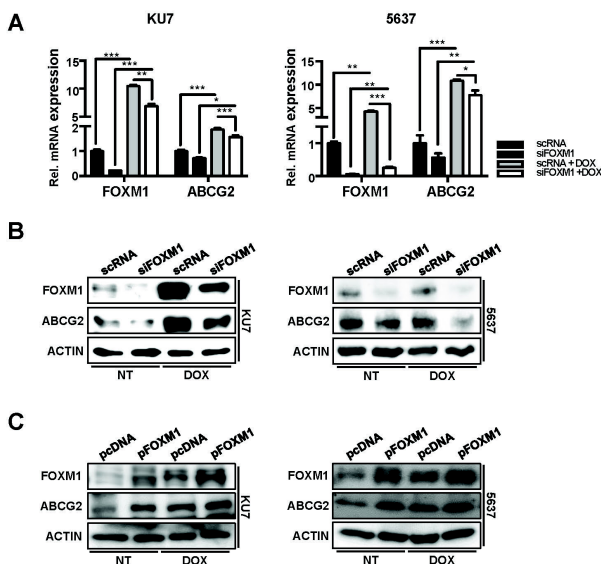 A
KU7
5637
Rel. mRNA expression
15
10
5
2
1
0
***
***
**
***
*
***
FOXM1
ABCG2
Rel. mRNA expression
15
10
5
1
0
**
**
***
***
**
*
FOXM1
ABCG2
scRNA
siFOXM1
scRNA+DOX
siFOXM1+DOX
B
scRNA
siFOXM1
scRNA
siFOXM1
FOXM1
ABCG2
ACTIN
NT
DOX
KU7
scRNA
siFOXM1
scRNA
siFOXM1
FOXM1
ABCG2
ACTIN
NT
DOX
5637
C
pcDNA
pFOXM1
pcDNA
pFOXM1
FOXM1
ABCG2
ACTIN
NT
DOX
KU7
pcDNA
pFOXM1
pcDNA
pFOXM1
FOXM1
ABCG2
ACTIN
NT
DOX
5637